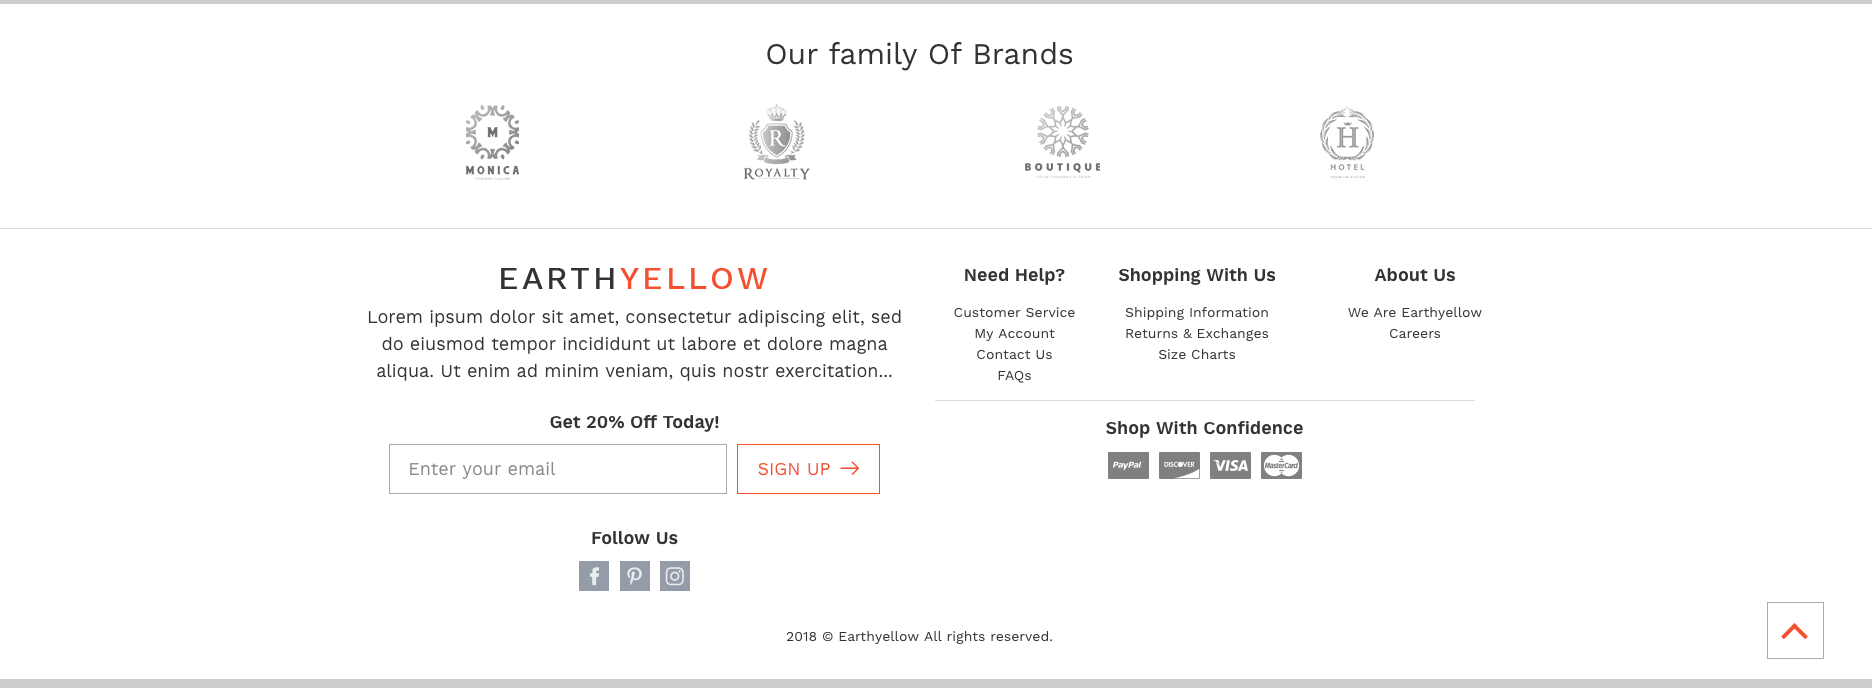 Our family Of Brands
M
MONICA
R
ROYALTY
BOUTIQUE
H
HOTEL
EARTHYELLOW
Lorem ipsum dolor sit amet, consectetur adipiscing elit, sed
do eiusmod tempor incididunt ut labore et dolore magna
aliqua. Ut enim ad minim veniam, quis nostr exercitation...
Get 20% Off Today!
Enter your email
SIGN UP
Follow Us
Need Help?
Customer Service
My Account
Contact Us
FAQs
Shopping With Us
Shipping Information
Returns & Exchanges
Size Charts
About Us
We Are Earthyellow
Careers
Shop With Confidence
PayPal
DISCOVER
VISA
MasterCard
2018 © Earthyellow All rights reserved.